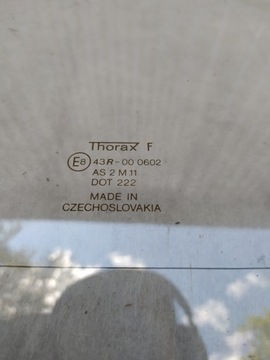 Thorax F
E8 43R-00 0602
AS 2 M 11
DOT 222
MADE IN
CZECHOSLOVAKIA